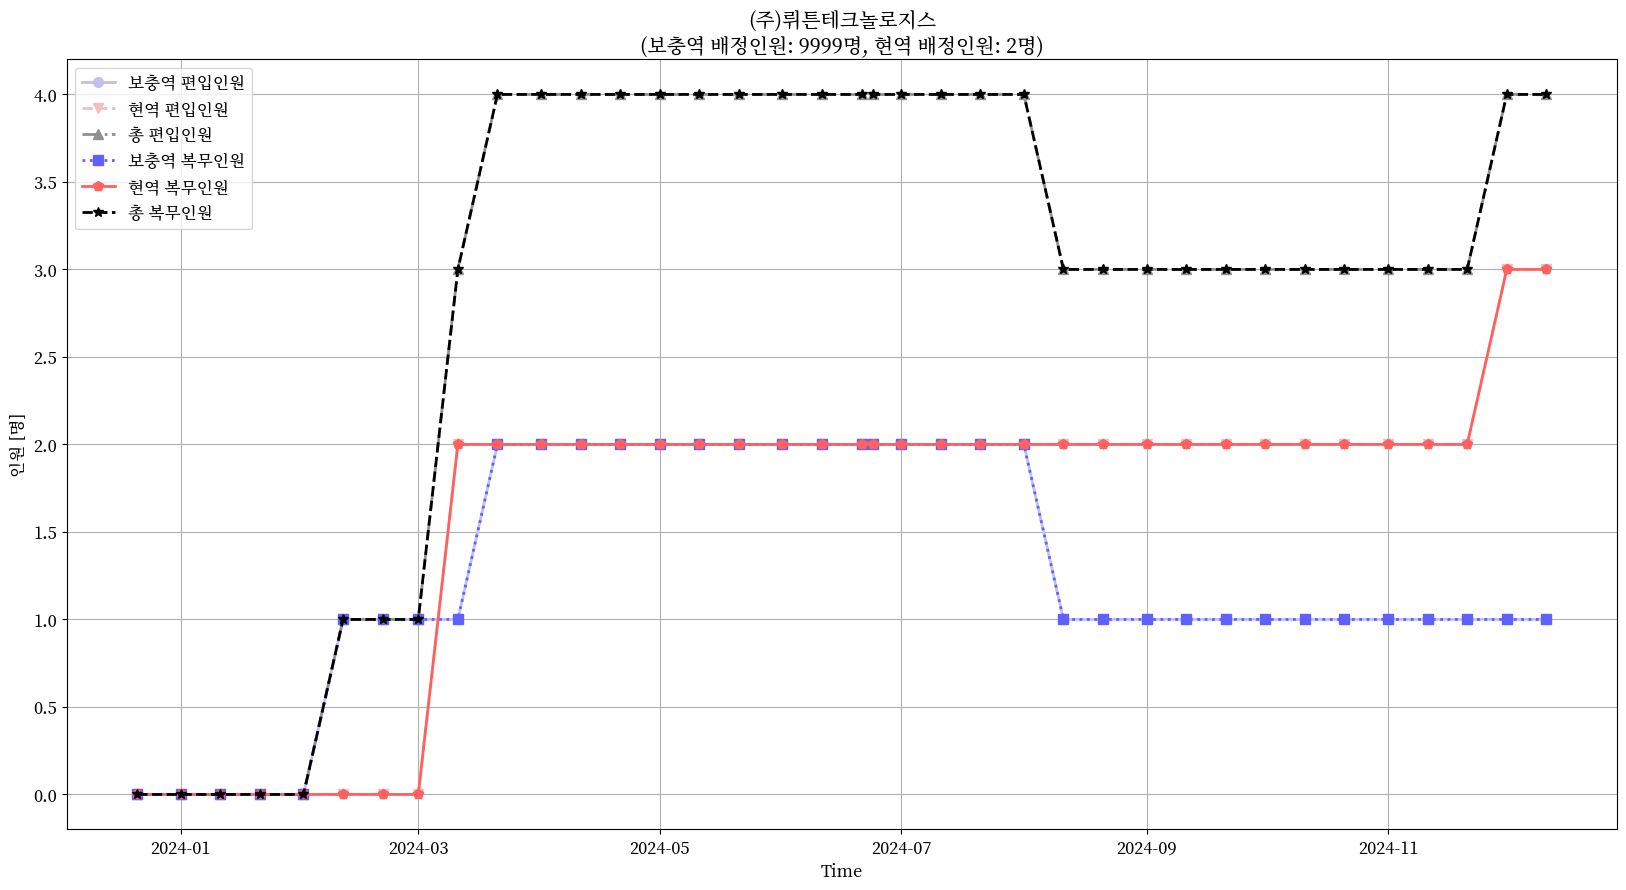 (주)뤼튼테크놀로지스
(보충역 배정인원: 9999명, 현역 배정인원: 2명)
보충역 편입인원
현역 편입인원
총 편입인원
보충역 복무인원
현역 복무인원
총 복무인원
4.0
3.5
3.0
2.5
2.0
1.5
1.0
0.5
0.0
인원 [명]
2024-01
2024-03
2024-05
2024-07
2024-09
2024-11
Time